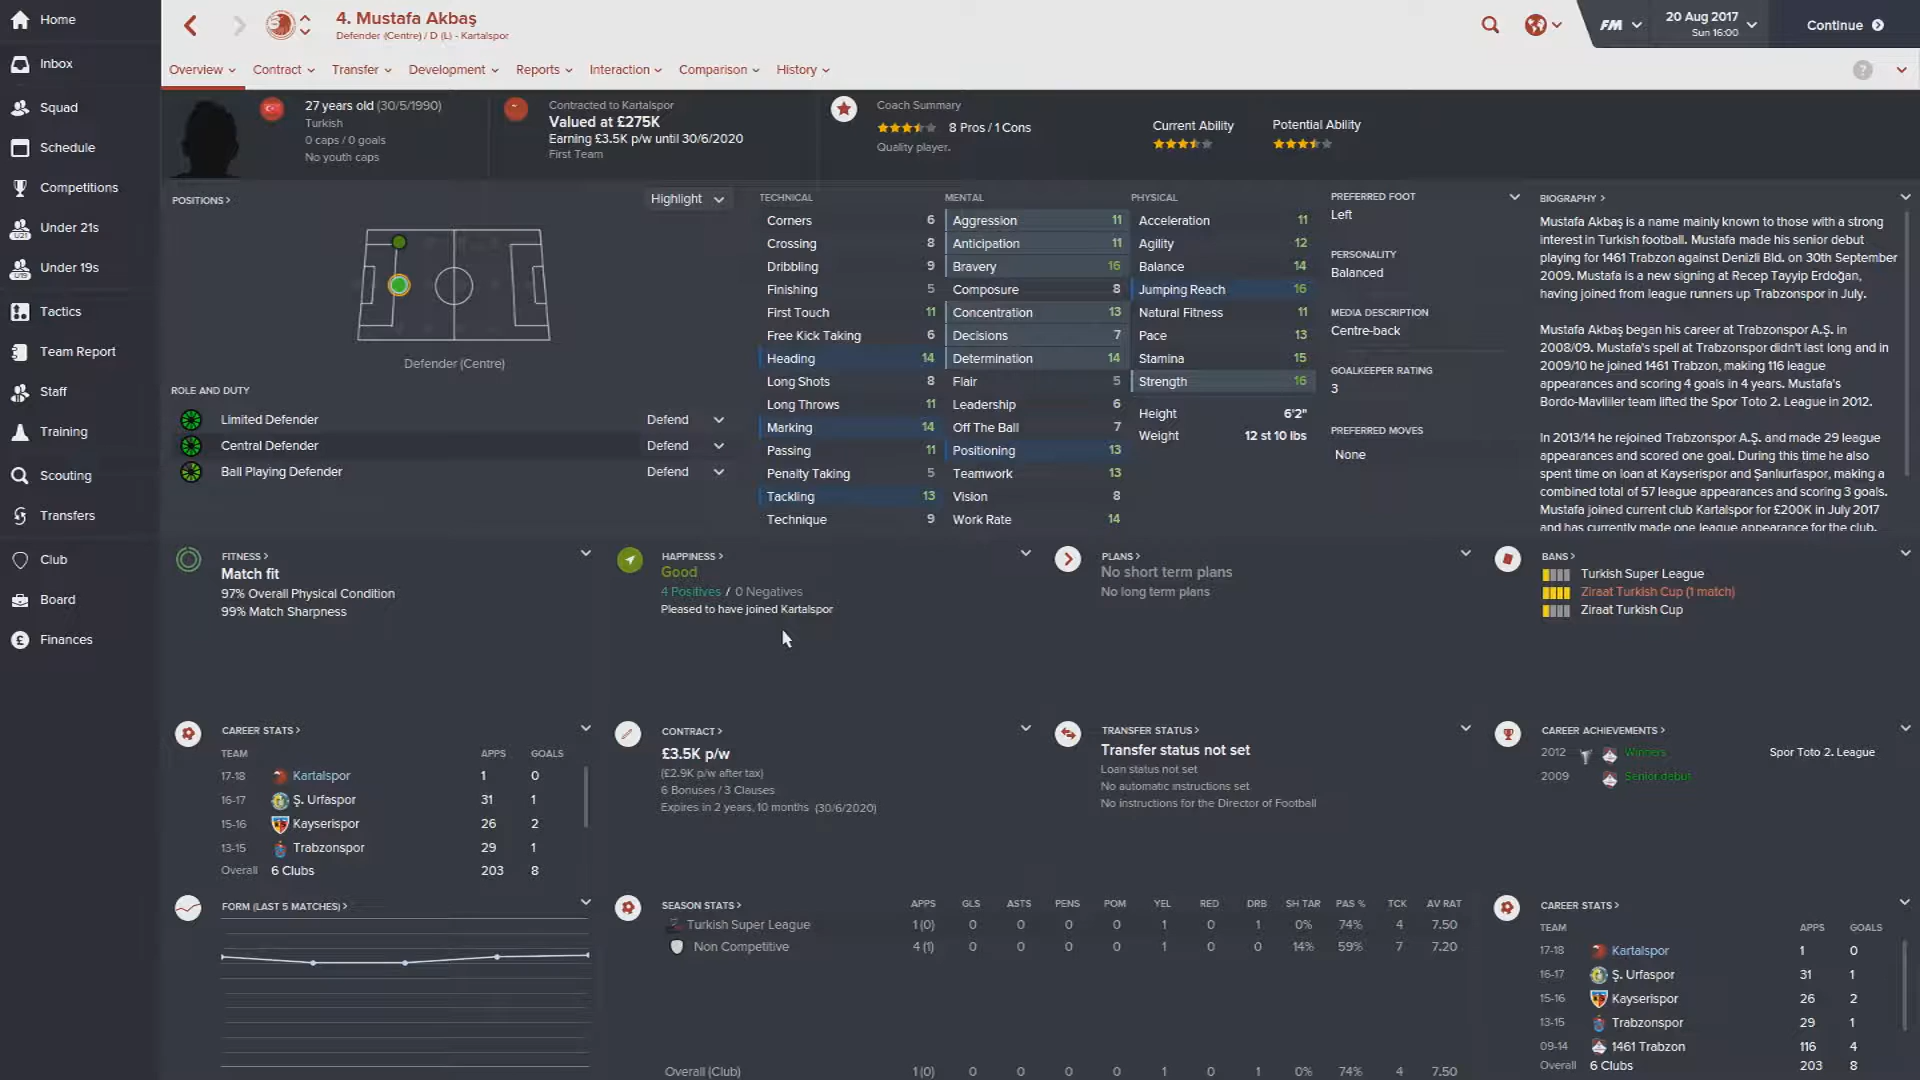 Home
Inbox
Squad
Schedule
Competitions
Under 21s
Under 19s
Tactics
Team Report
Staff
Training
Scouting
Transfers
Club
Board
Finances
4. Mustafa Akbaş
Defender (Centre) / D (L) - Kartalspor
FM
20 Aug 2017
Sun 16:00
Continue
Overview
Contract
Transfer
Development
Reports
Interaction
Comparison
History
?
27 years old (30/5/1990)
Turkish
0 caps / 0 goals
No youth caps
Contracted to Kartalspor
Valued at £275K
Earning £3.5K p/w until 30/6/2020
First Team
Coach Summary
8 Pros / 1 Cons
Quality player.
Current Ability
Potential Ability
POSITIONS >
Highlight
Defender (Centre)
ROLE AND DUTY
Limited Defender Defend
Central Defender Defend
Ball Playing Defender Defend
TECHNICAL
Corners 6
Crossing 8
Dribbling 9
Finishing 5
First Touch 11
Free Kick Taking 6
Heading 14
Long Shots 8
Long Throws 11
Marking 14
Passing 11
Penalty Taking 5
Tackling 13
Technique 9
MENTAL
Aggression 11
Anticipation 11
Bravery 16
Composure 8
Concentration 13
Decisions 7
Determination 14
Flair 5
Leadership 6
Off The Ball 7
Positioning 13
Teamwork 13
Vision 8
Work Rate 14
PHYSICAL
Acceleration 11
Agility 12
Balance 14
Jumping Reach 16
Natural Fitness 11
Pace 13
Stamina 15
Strength 16
Height 6'2"
Weight 12 st 10 lbs
PREFERRED FOOT
Left
PERSONALITY
Balanced
MEDIA DESCRIPTION
Centre-back
GOALKEEPER RATING
3
PREFERRED MOVES
None
BIOGRAPHY >
Mustafa Akbaş is a name mainly known to those with a strong
interest in Turkish football. Mustafa made his senior debut
playing for 1461 Trabzon against Denizli Bld. on 30th September
2009. Mustafa is a new signing at Recep Tayyip Erdoğan,
having joined from league runners up Trabzonspor in July.
Mustafa Akbaş began his career at Trabzonspor A.Ş. in
2008/09. Mustafa's spell at Trabzonspor didn't last long and in
2009/10 he joined 1461 Trabzon, making 116 league
appearances and scoring 4 goals in 4 years. Mustafa's
Bordo-Mavililer team lifted the Spor Toto 2. League in 2012.
In 2013/14 he rejoined Trabzonspor A.Ş. and made 29 league
appearances and scored one goal. During this time he also
spent time on loan at Kayserispor and Şanlıurfaspor, making a
combined total of 57 league appearances and scoring 3 goals.
Mustafa joined current club Kartalspor for £200K in July 2017
and has currently made one league appearance for the club.
FITNESS >
Match fit
97% Overall Physical Condition
99% Match Sharpness
HAPPINESS >
Good
4 Positives / 0 Negatives
Pleased to have joined Kartalspor
PLANS >
No short term plans
No long term plans
BANS >
Turkish Super League
Ziraat Turkish Cup (1 match)
Ziraat Turkish Cup
CAREER STATS >
TEAM APPS GOALS
17-18 Kartalspor 1 0
16-17 Ş. Urfaspor 31 1
15-16 Kayserispor 26 2
13-15 Trabzonspor 29 1
Overall 6 Clubs 203 8
CONTRACT >
£3.5K p/w
(£2.9K p/w after tax)
6 Bonuses / 3 Clauses
Expires in 2 years, 10 months (30/6/2020)
TRANSFER STATUS >
Transfer status not set
Loan status not set
No automatic instructions set
No instructions for the Director of Football
CAREER ACHIEVEMENTS >
2012 Winners Spor Toto 2. League
2009 Senior debut
FORM (LAST 5 MATCHES) >
SEASON STATS > APPS GLS ASTS PENS POM YEL RED DRB SH TAR PAS % TCK AV RAT
Turkish Super League 1 (0) 0 0 0 0 1 0 1 0% 74% 4 7.50
Non Competitive 4 (1) 0 0 0 0 1 0 0 14% 59% 7 7.20
Overall (Club) 1 (0) 0 0 0 0 1 0 1 0% 74% 4 7.50
CAREER STATS >
TEAM APPS GOALS
17-18 Kartalspor 1 0
16-17 Ş. Urfaspor 31 1
15-16 Kayserispor 26 2
13-15 Trabzonspor 29 1
09-14 1461 Trabzon 116 4
Overall 6 Clubs 203 8